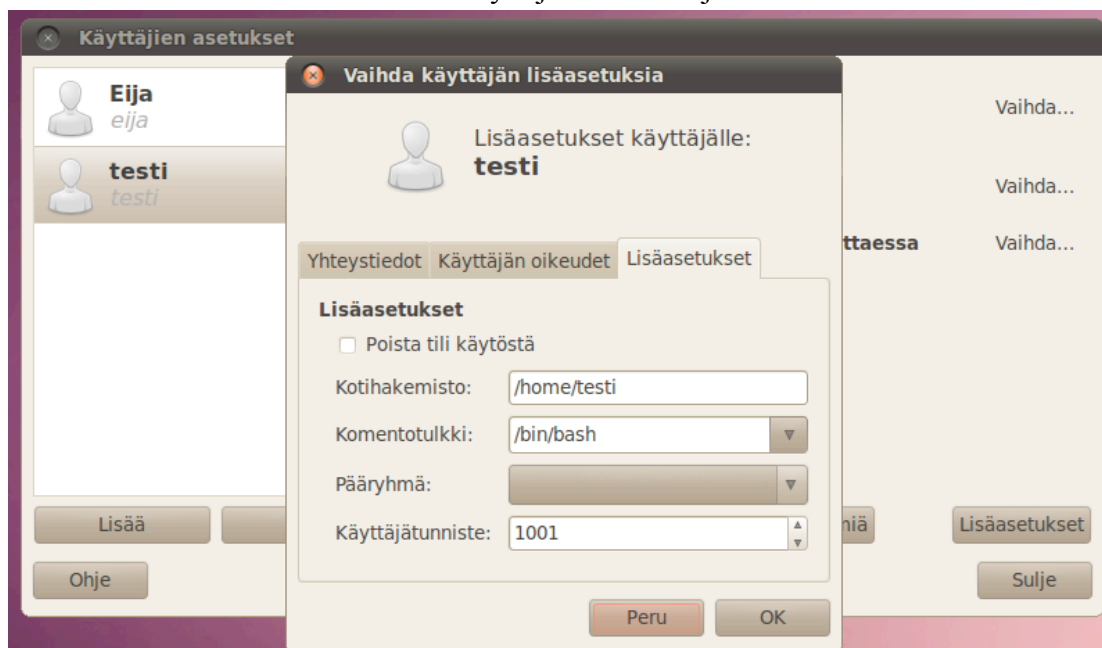 Käyttäjien asetukset
Eija
eija
testi
testi
Vaihda...
Vaihda...
ttaessa
Vaihda...
Lisää
niä
Lisäasetukset
Ohje
Sulje
Vaihda käyttäjän lisäasetuksia
Lisäasetukset käyttäjälle:
testi
Yhteystiedot Käyttäjän oikeudet Lisäasetukset
Lisäasetukset
Poista tili käytöstä
Kotihakemisto: /home/testi
Komentotulkki: /bin/bash
Pääryhmä:
Käyttäjätunniste: 1001
Peru OK